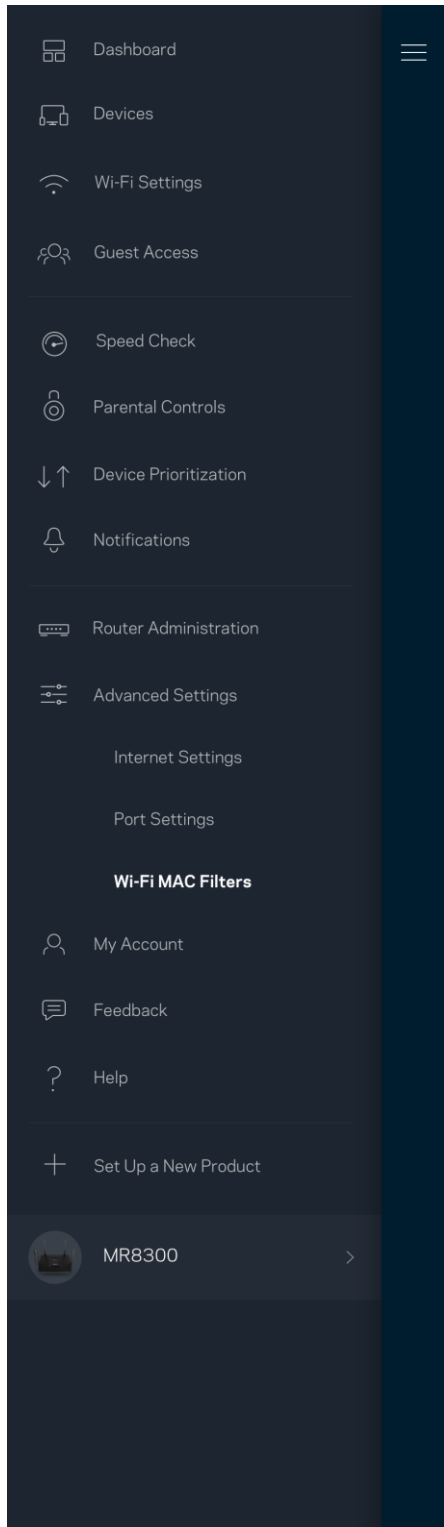 Dashboard
Devices
Wi-Fi Settings
Guest Access
Speed Check
Parental Controls
Device Prioritization
Notifications
Router Administration
Advanced Settings
Internet Settings
Port Settings
Wi-Fi MAC Filters
My Account
Feedback
Help
Set Up a New Product
MR8300